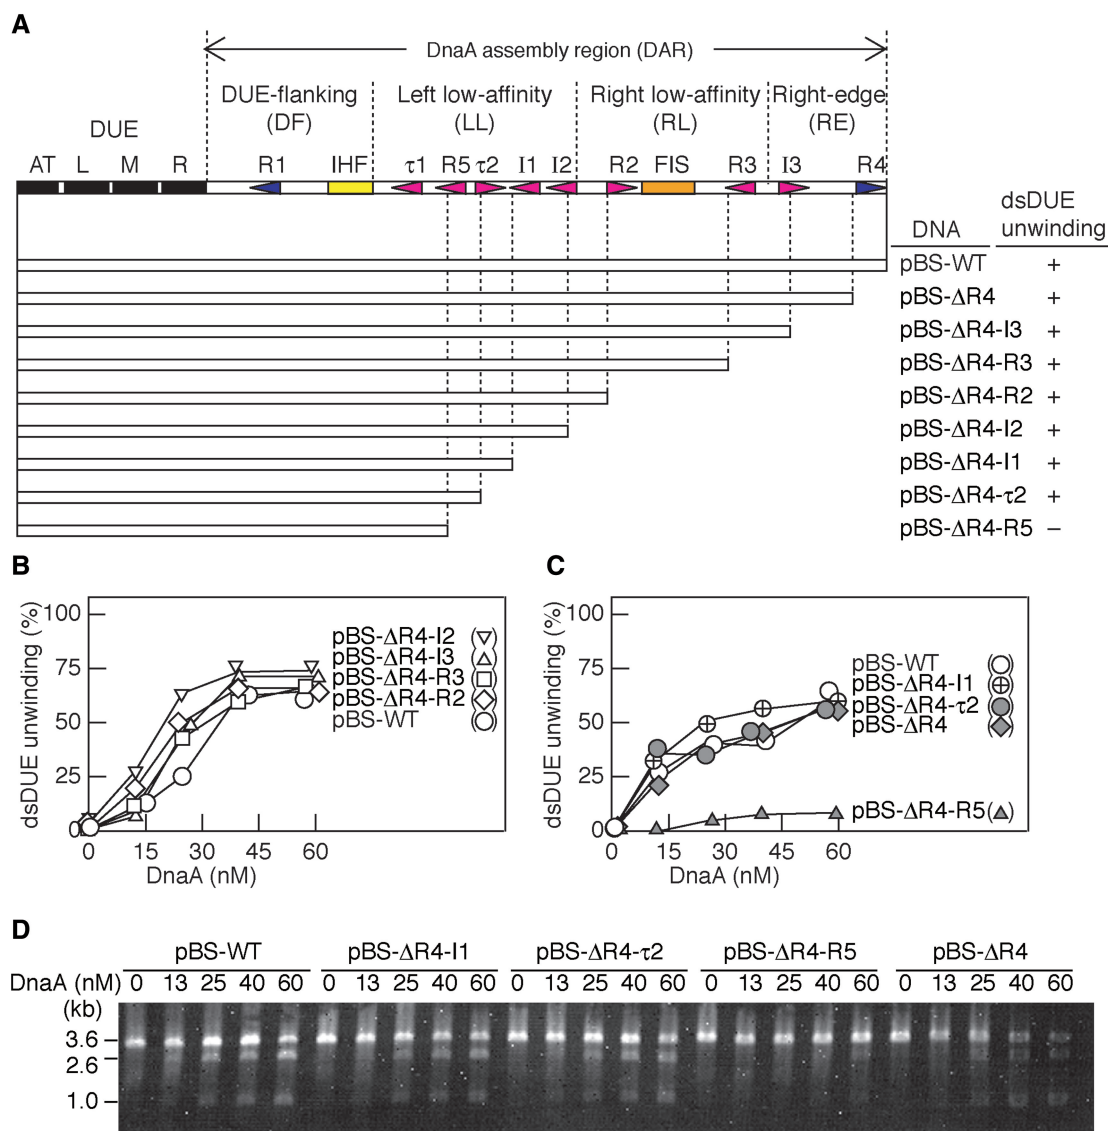 A
DnaA assembly region (DAR)
DUE-flanking (DF)
Left low-affinity (LL)
Right low-affinity (RL)
Right-edge (RE)
DUE
AT L M R R1 IHF τ1 R5 τ2 I1 I2 R2 FIS R3 I3 R4
DNA dsDUE unwinding
pBS-WT +
pBS-ΔR4 +
pBS-ΔR4-I3 +
pBS-ΔR4-R3 +
pBS-ΔR4-R2 +
pBS-ΔR4-I2 +
pBS-ΔR4-I1 +
pBS-ΔR4-τ2 +
pBS-ΔR4-R5 −
B
dsDUE unwinding (%)
100
75
50
25
0
0 15 30 45 60
DnaA (nM)
pBS-ΔR4-I2 (▽)
pBS-ΔR4-I3 (△)
pBS-ΔR4-R3 (□)
pBS-ΔR4-R2 (◇)
pBS-WT (○)
C
dsDUE unwinding (%)
100
75
50
25
0
0 15 30 45 60
DnaA (nM)
pBS-WT (○)
pBS-ΔR4-I1 (⊕)
pBS-ΔR4-τ2 (●)
pBS-ΔR4 (◆)
pBS-ΔR4-R5 (▲)
D
pBS-WT pBS-ΔR4-I1 pBS-ΔR4-τ2 pBS-ΔR4-R5 pBS-ΔR4
DnaA (nM) 0 13 25 40 60 0 13 25 40 60 0 13 25 40 60 0 13 25 40 60 0 13 25 40 60
(kb)
3.6
2.6
1.0